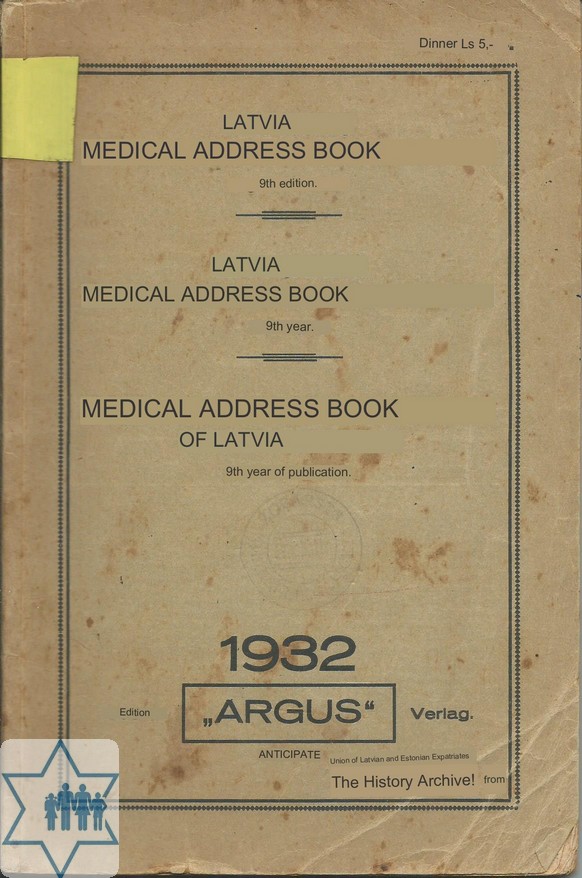 Dinner Ls 5,-
LATVIA
MEDICAL ADDRESS BOOK
9th edition.
LATVIA
MEDICAL ADDRESS BOOK
9th year.
MEDICAL ADDRESS BOOK
OF LATVIA
9th year of publication.
1932
Edition „ARGUS“ Verlag.
ANTICIPATE
Union of Latvian and Estonian Expatriates
The History Archive! from